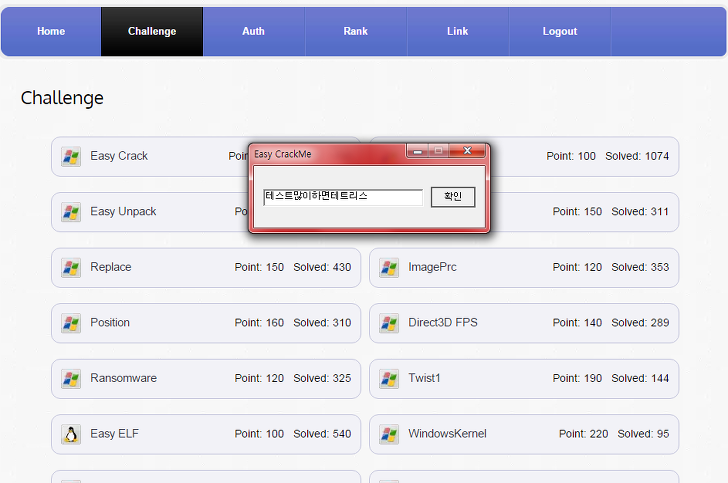 Home Challenge Auth Rank Link Logout
Challenge
Easy CrackMe
Easy Crack Poin Point: 100 Solved: 1074
테스트많이하면테트리스 확인
Easy Unpack Po Point: 150 Solved: 311
Replace Point: 150 Solved: 430 ImagePrc Point: 120 Solved: 353
Position Point: 160 Solved: 310 Direct3D FPS Point: 140 Solved: 289
Ransomware Point: 120 Solved: 325 Twist1 Point: 190 Solved: 144
Easy ELF Point: 100 Solved: 540 WindowsKernel Point: 220 Solved: 95